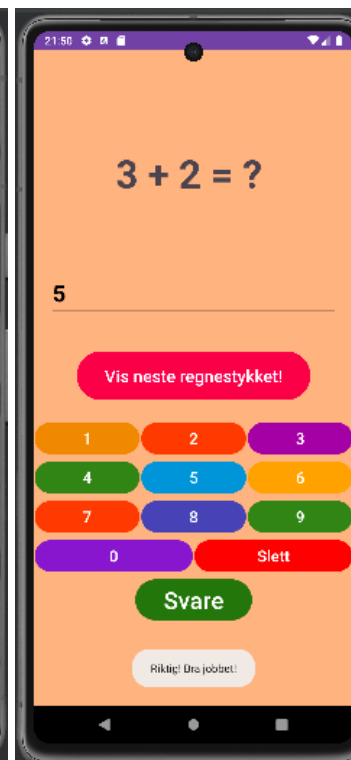 21:50
3 + 2 = ?
5
Vis neste regnestykket!
1 2 3
4 5 6
7 8 9
0 Slett
Svare
Riktig! Bra jobbet!